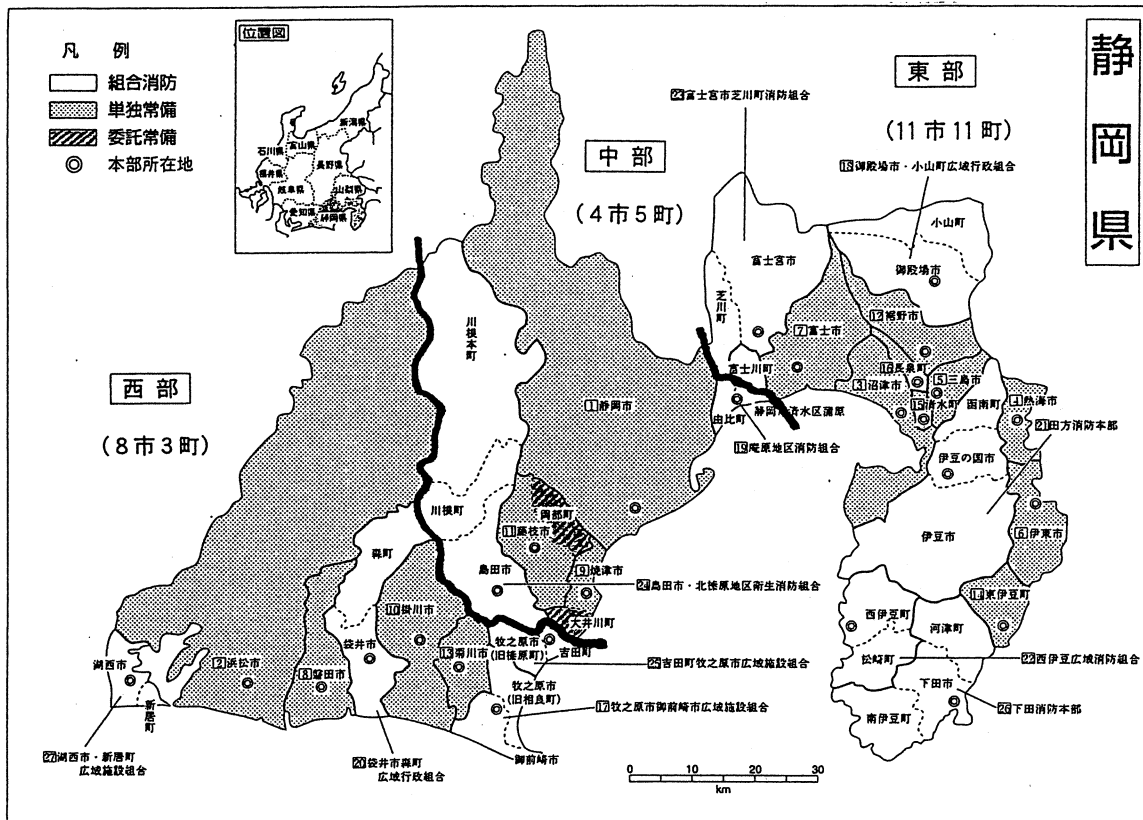 静岡県
凡 例
組合消防
単独常備
委託常備
本部所在地
位置図
新潟県
石川県
富山県
長野県
福井県
岐阜県
山梨県
愛知県
静岡県
東部
(11市11町)
中部
(4市5町)
西部
(8市3町)
23富士宮市芝川町消防組合
18御殿場市・小山町広域行政組合
小山町
御殿場市
富士宮市
芝川町
12裾野市
7富士市
16長泉町
5三島市
3沼津市
15清水町
函南町
4熱海市
21田方消防本部
富士川町
静岡市清水区蒲原
由比町
19庵原地区消防組合
伊豆の国市
伊豆市
6伊東市
14東伊豆町
西伊豆町
河津町
松崎町
22西伊豆広域消防組合
下田市
南伊豆町
26下田消防本部
川根本町
1静岡市
川根町
岡部町
11藤枝市
9焼津市
島田市
24島田市・北榛原地区衛生消防組合
大井川町
森町
10掛川市
袋井市
13菊川市
牧之原市
(旧榛原町)
吉田町
25吉田町牧之原市広域施設組合
牧之原市
(旧相良町)
17牧之原市御前崎市広域施設組合
御前崎市
湖西市
新居町
2浜松市
8磐田市
27湖西市・新居町
広域施設組合
20袋井市森町
広域行政組合
0 10 20 30
km